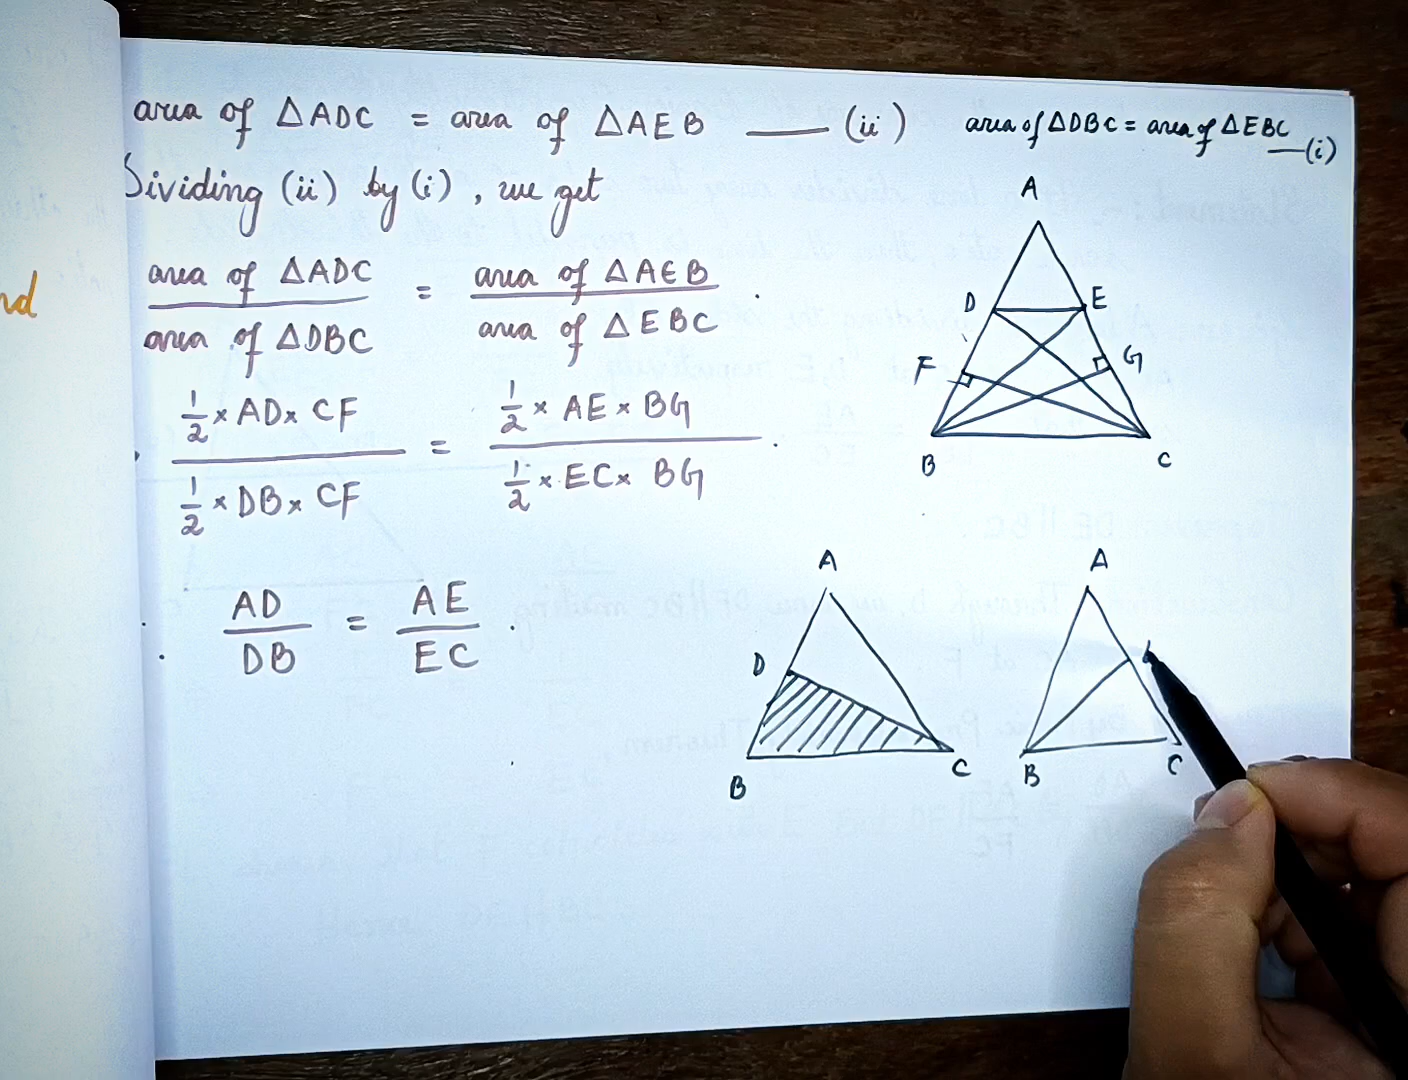 area of △ADC = area of △AEB —— (ii)
area of △DBC = area of △EBC —(i)
Dividing (ii) by (i), we get
area of △ADC / area of △DBC = area of △AEB / area of △EBC
1/2 × AD × CF / 1/2 × DB × CF = 1/2 × AE × BG / 1/2 × EC × BG
AD / DB = AE / EC
A
D E
F G
B C
A
D
B C
A
B C
nd